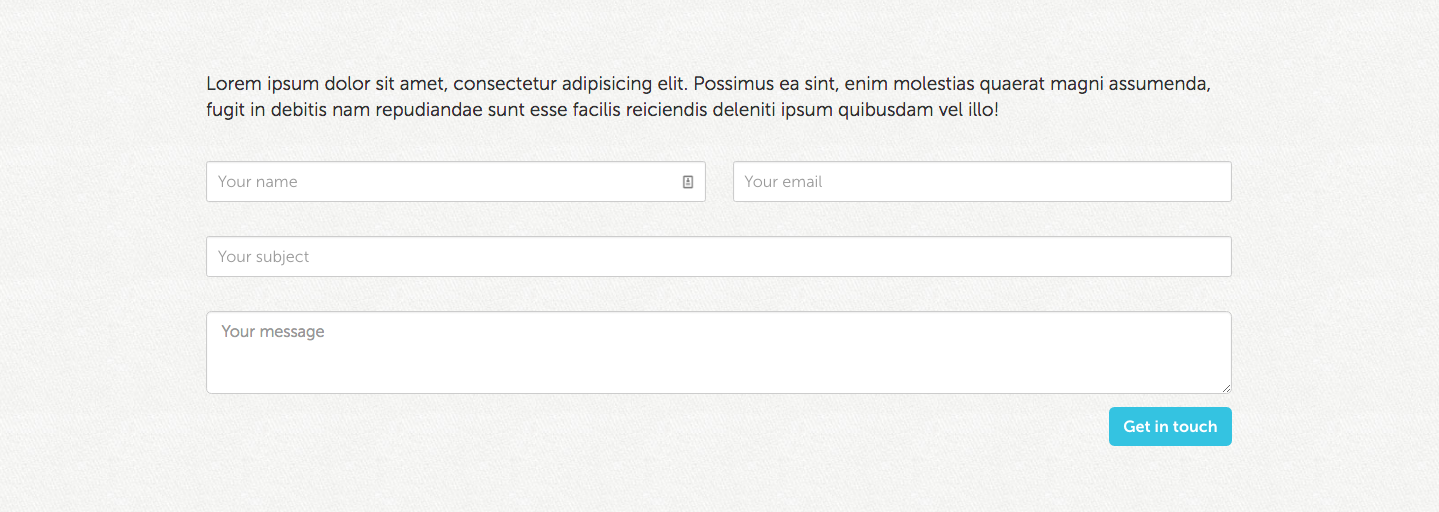 Lorem ipsum dolor sit amet, consectetur adipisicing elit. Possimus ea sint, enim molestias quaerat magni assumenda,
fugit in debitis nam repudiandae sunt esse facilis reiciendis deleniti ipsum quibusdam vel illo!
Your name
Your email
Your subject
Your message
Get in touch